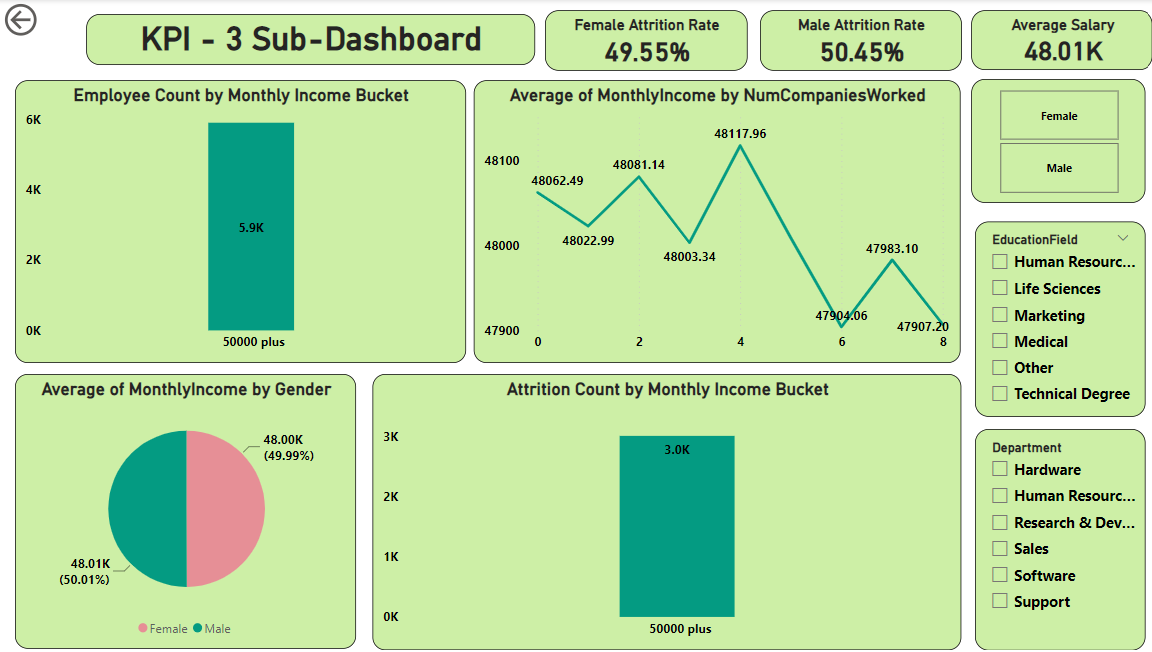 KPI - 3 Sub-Dashboard
Female Attrition Rate
49.55%
Male Attrition Rate
50.45%
Average Salary
48.01K
Employee Count by Monthly Income Bucket
6K
4K
2K
0K
5.9K
50000 plus
Average of MonthlyIncome by NumCompaniesWorked
48100
48000
47900
48062.49
48022.99
48081.14
48003.34
48117.96
47904.06
47983.10
47907.20
0 2 4 6 8
Female
Male
EducationField
Human Resourc...
Life Sciences
Marketing
Medical
Other
Technical Degree
Average of MonthlyIncome by Gender
48.00K
(49.99%)
48.01K
(50.01%)
Female Male
Attrition Count by Monthly Income Bucket
3K
2K
1K
0K
3.0K
50000 plus
Department
Hardware
Human Resourc...
Research & Dev...
Sales
Software
Support